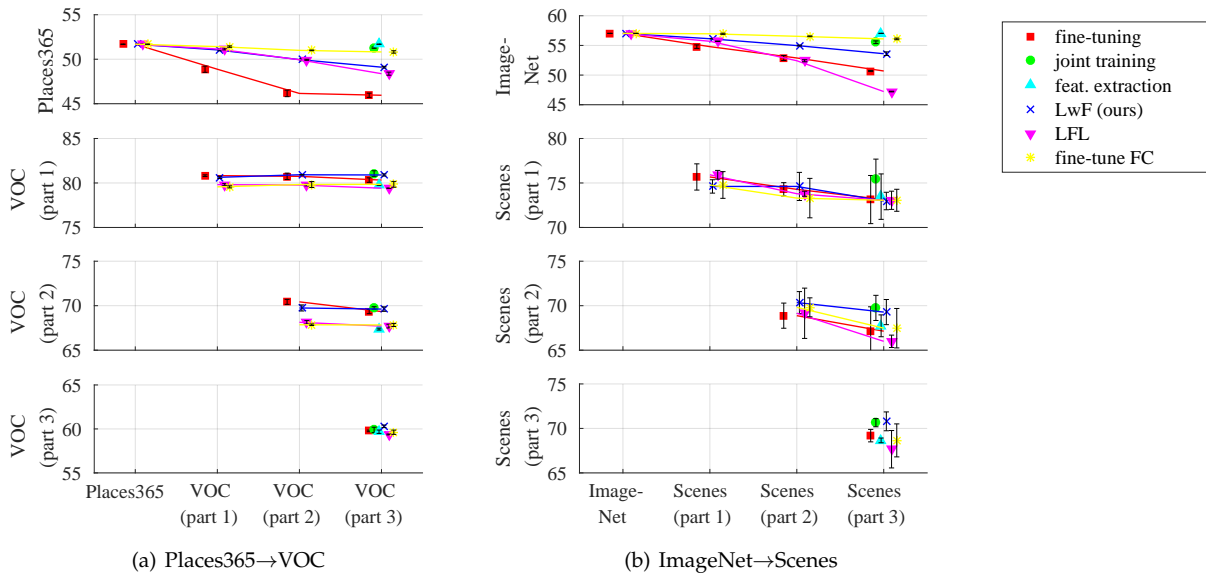 Places365
53
50
45
Image-
Net
60
55
50
45
fine-tuning
joint training
feat. extraction
LwF (ours)
LFL
fine-tune FC
VOC
(part 1)
85
80
75
Scenes
(part 1)
80
75
70
VOC
(part 2)
75
70
65
Scenes
(part 2)
75
70
65
VOC
(part 3)
65
60
55
Scenes
(part 3)
75
70
65
Places365
VOC
(part 1)
VOC
(part 2)
VOC
(part 3)
Image-
Net
Scenes
(part 1)
Scenes
(part 2)
Scenes
(part 3)
(a) Places365→VOC
(b) ImageNet→Scenes